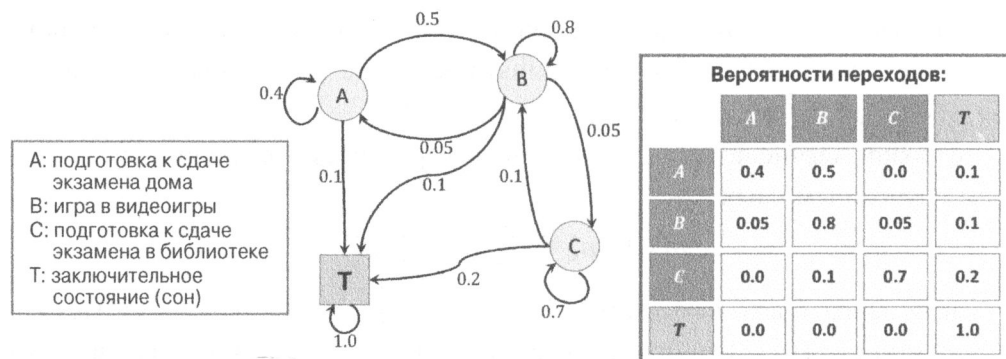 0.5
0.8
0.4
A
B
0.05
0.05
0.1
0.1
0.1
C
0.2
T
0.7
1.0
A: подготовка к сдаче
экзамена дома
B: игра в видеоигры
C: подготовка к сдаче
экзамена в библиотеке
T: заключительное
состояние (сон)
Вероятности переходов:
A B C T
A 0.4 0.5 0.0 0.1
B 0.05 0.8 0.05 0.1
C 0.0 0.1 0.7 0.2
T 0.0 0.0 0.0 1.0